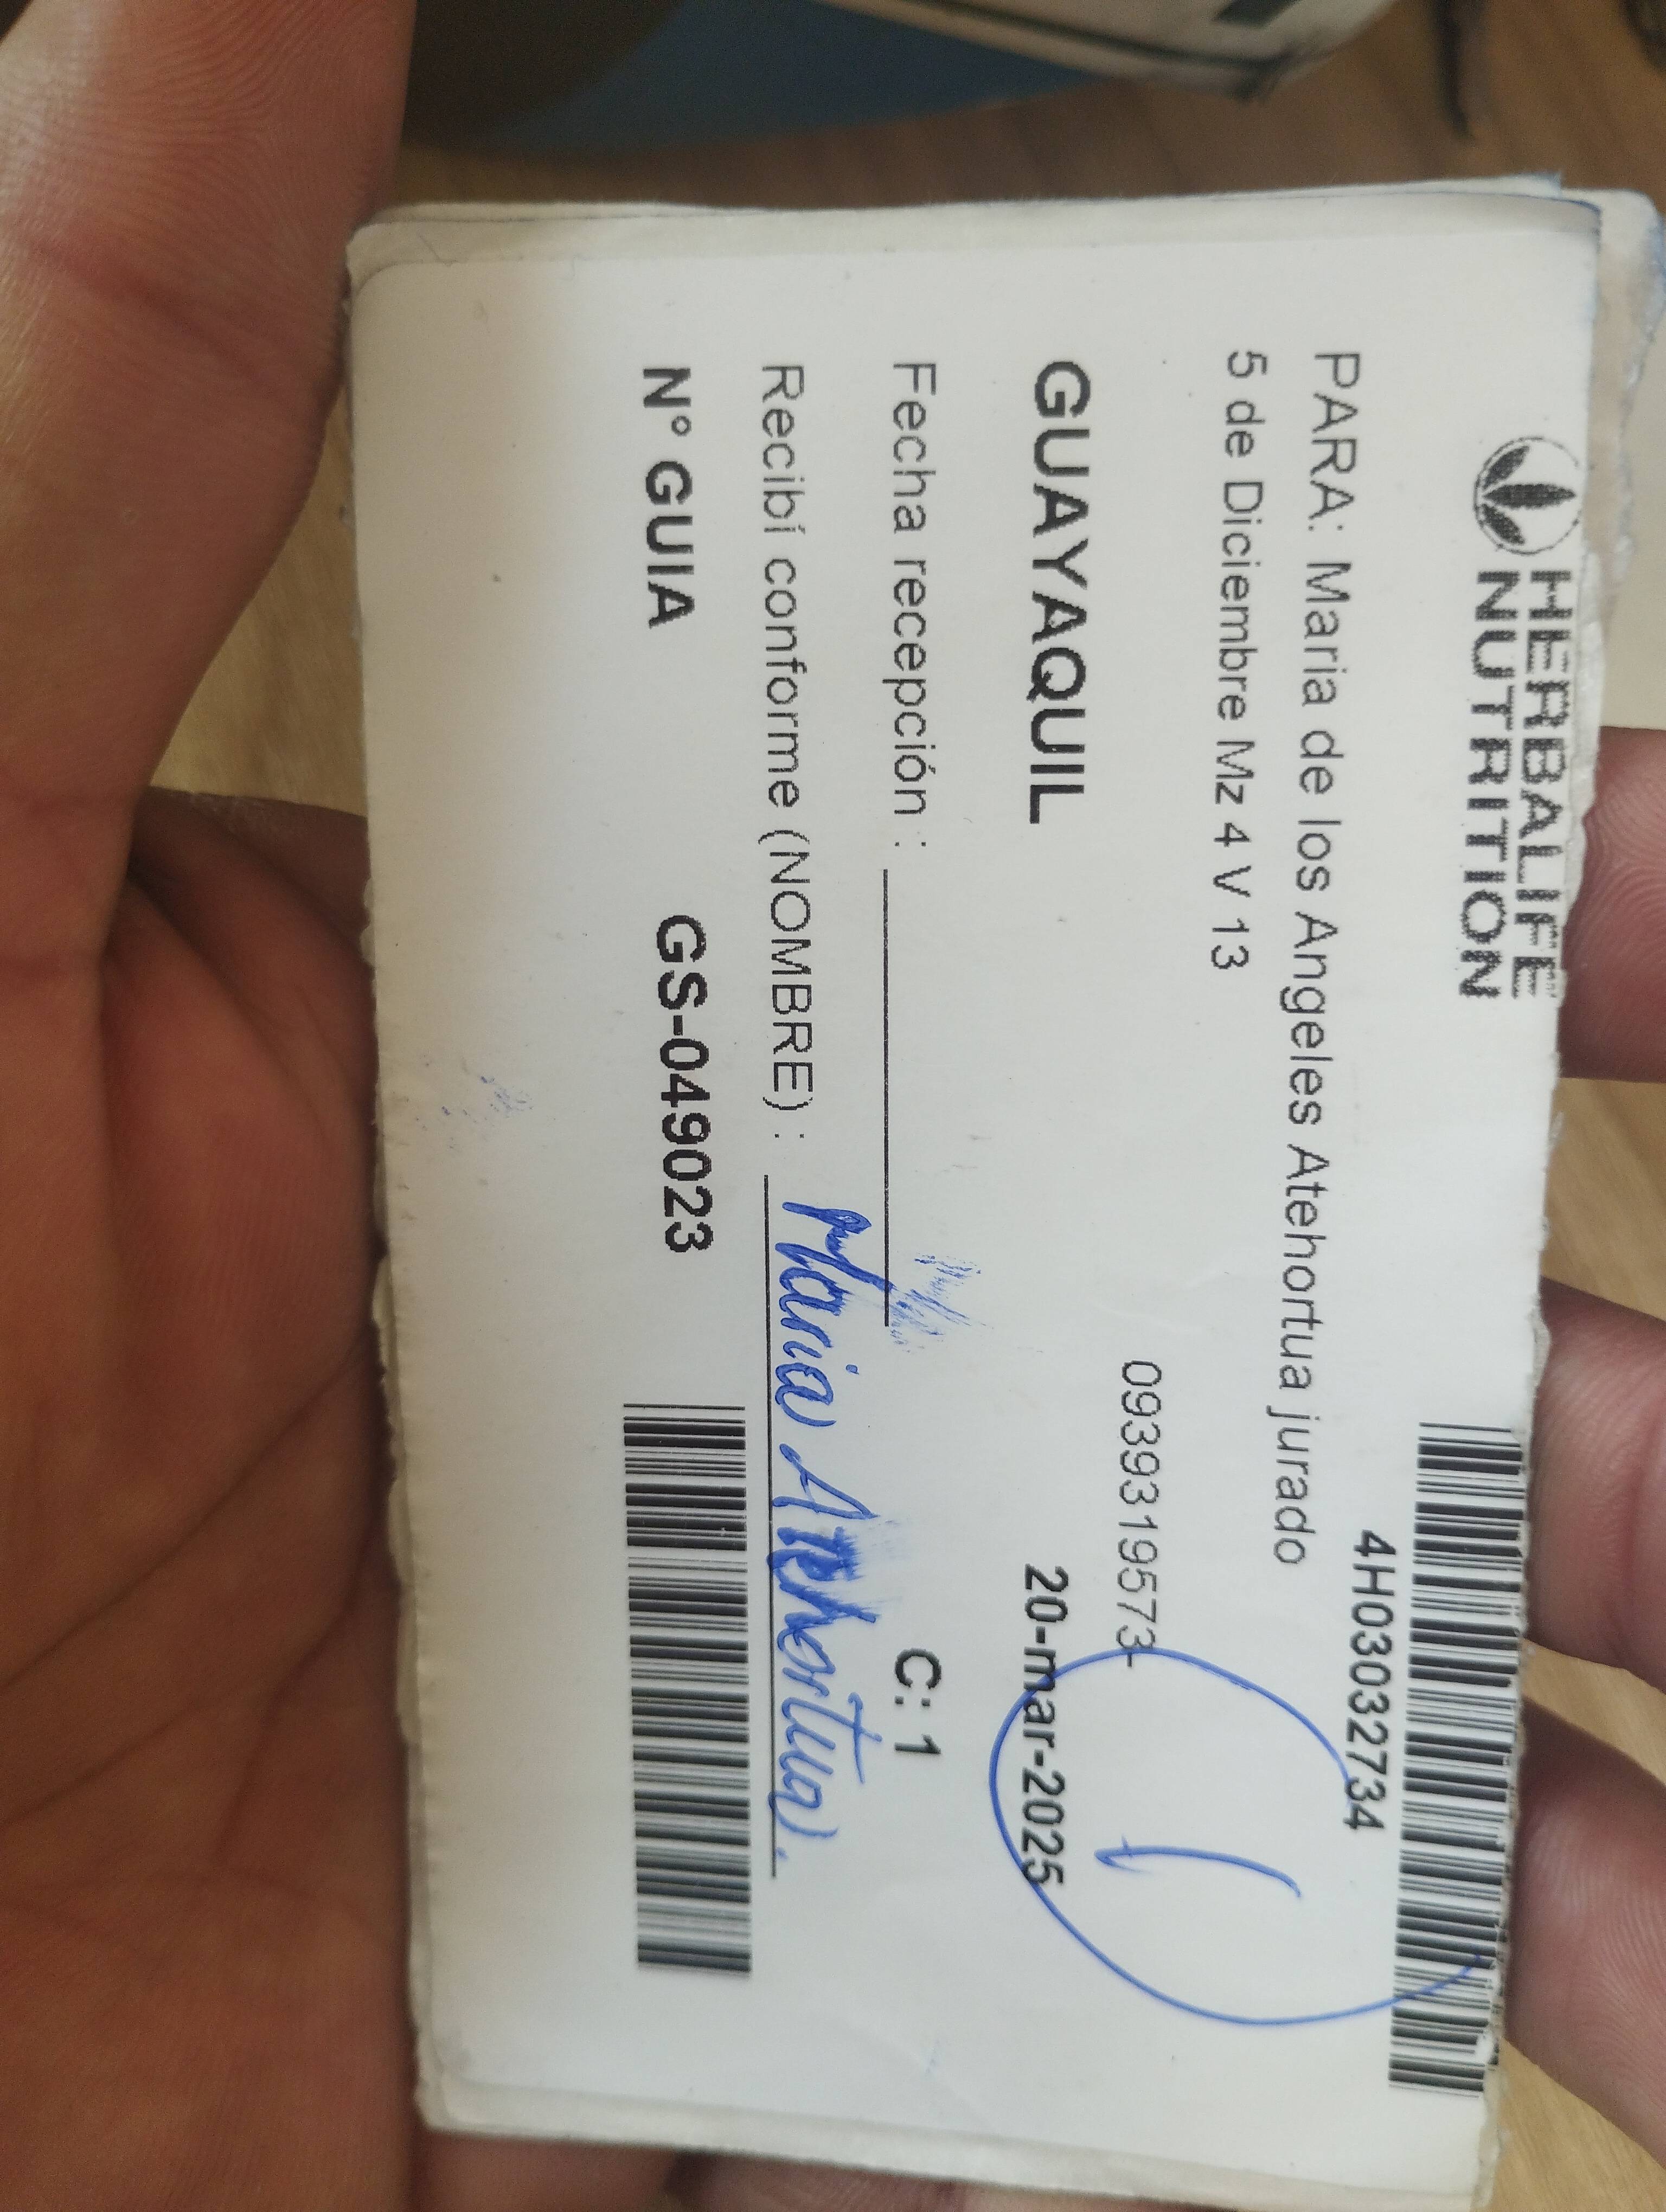 HERBALIFE
NUTRITION
4H03032734
PARA: Maria de los Angeles Atehortua jurado
5 de Diciembre Mz 4 V 13
0939319573-
GUAYAQUIL 20-mar-2025
Fecha recepción : C: 1
Recibí conforme (NOMBRE) : Maria Atehortua.
N° GUIA GS-049023